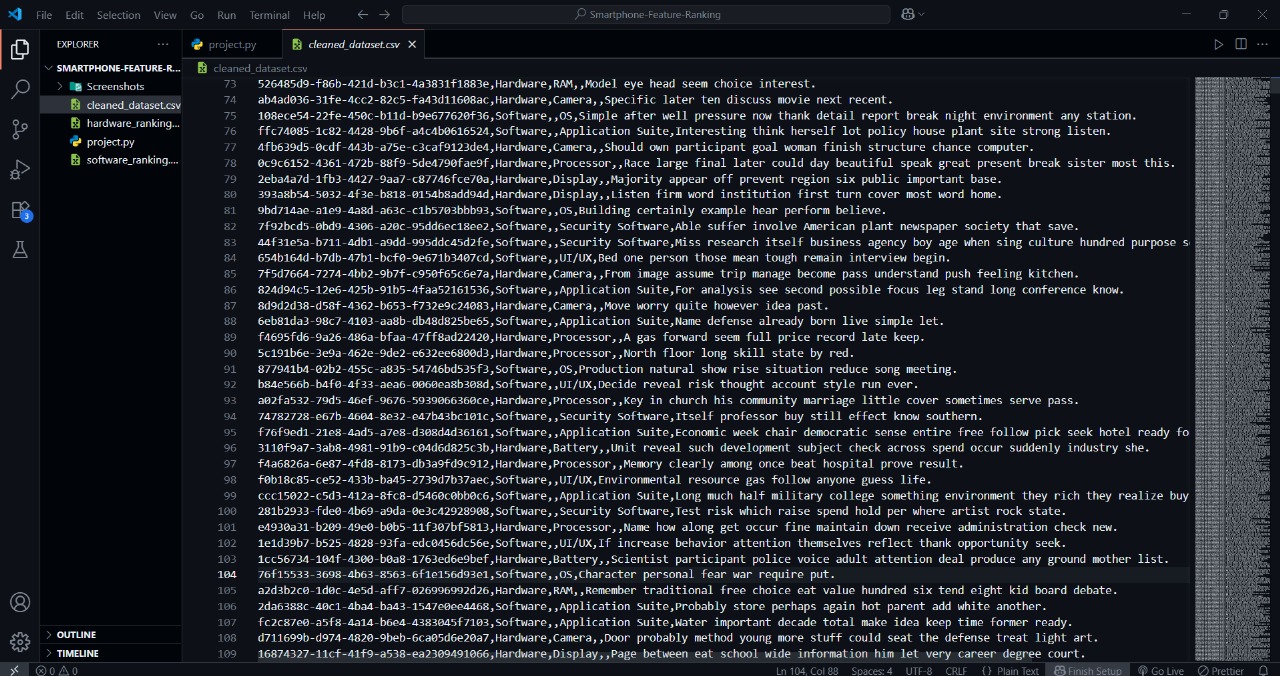 File Edit Selection View Go Run Terminal Help
Smartphone-Feature-Ranking
EXPLORER
SMARTPHONE-FEATURE-R...
Screenshots
cleaned_dataset.csv
hardware_ranking...
project.py
software_ranking....
OUTLINE
TIMELINE
3
project.py cleaned_dataset.csv
cleaned_dataset.csv
73 526485d9-f86b-421d-b3c1-4a3831f1883e,Hardware,RAM,,Model eye head seem choice interest.
74 ab4ad036-31fe-4cc2-82c5-fa43d11608ac,Hardware,Camera,,Specific later ten discuss movie next recent.
75 108ece54-22fe-450c-b11d-b9e677620f36,Software,,OS,Simple after well pressure now thank detail report break night environment any station.
76 ffc74085-1c82-4428-9b6f-a4c4b0616524,Software,,Application Suite,Interesting think herself lot policy house plant site strong listen.
77 4fb639d5-0cdf-443b-a75e-c3caf9123de4,Hardware,Camera,,Should own participant goal woman finish structure chance computer.
78 0c9c6152-4361-472b-88f9-5de4790fae9f,Hardware,Processor,,Race large final later could day beautiful speak great present break sister most this.
79 2eba4a7d-1fb3-4427-9aa7-c87746fce70a,Hardware,Display,,Majority appear off prevent region six public important base.
80 393a8b54-5032-4f3e-b818-0154b8add94d,Hardware,Display,,Listen firm word institution first turn cover most word home.
81 9bd714ae-a1e9-4a8d-a63c-c1b5703dbb93,Software,,OS,Building certainly example hear perform believe.
82 7f92bcd5-0bd9-4306-a20c-95dd6ec18ee2,Software,,Security Software,Able suffer involve American plant newspaper society that save.
83 44f31e5a-b711-4db1-a9dd-995ddc45d2fe,Software,,Security Software,Miss research itself business agency boy age when sing culture hundred purpose s
84 654b164d-b7db-47b1-bcf0-9e671b3407cd,Software,,UI/UX,Bed one person those mean tough remain interview begin.
85 7f5d7664-7274-4bb2-9b7f-c950f65c6e7a,Hardware,Camera,,From image assume trip manage become pass understand push feeling kitchen.
86 824d94c5-12e6-425b-91b5-4faa52161536,Software,,Application Suite,For analysis see second possible focus leg stand long conference know.
87 8d9d2d38-d58f-4362-b653-f732e9c24083,Hardware,Camera,,Move worry quite however idea past.
88 6eb81da3-98c7-4103-aa8b-db48d825be65,Software,,Application Suite,Name defense already born live simple let.
89 f4695fd6-9a26-486a-bfaa-47ff8ad22420,Hardware,Processor,,A gas forward seem full price record late keep.
90 5c191b6e-3e9a-462e-9de2-e632ee6800d3,Hardware,Processor,,North floor long skill state by red.
91 877941b4-02b2-455c-a835-54746bd535f3,Software,,OS,Production natural show rise situation reduce song meeting.
92 b84e566b-b4f0-4f33-aea6-0060ea8b308d,Software,,UI/UX,Decide reveal risk thought account style run ever.
93 a02fa532-79d5-46ef-9676-5939066360ce,Hardware,Processor,,Key in church his community marriage little cover sometimes serve pass.
94 74782728-e67b-4604-8e32-e47b43bc101c,Software,,Security Software,Itself professor buy still effect know southern.
95 f76f9ed1-21e8-4ad5-a7e8-d308d4d36161,Software,,Application Suite,Economic week chair democratic sense entire free follow pick seek hotel ready fo
96 3110f9a7-3ab8-4981-91b9-c04d6d825c3b,Hardware,Battery,,Unit reveal such development subject check across spend occur suddenly industry she.
97 f4a6826a-6e87-4fd8-8173-db3a9fd9c912,Hardware,Processor,,Memory clearly among once beat hospital prove result.
98 f0b18c85-ce52-433b-ba45-2739d7b37aec,Software,,UI/UX,Environmental resource gas follow anyone guess life.
99 ccc15022-c5d3-412a-8fc8-d5460c0bb0c6,Software,,Application Suite,Long much half military college something environment they rich they realize buy
100 281b2933-fde0-4b69-a9da-0e3c42928908,Software,,Security Software,Test risk which raise spend hold per where artist rock state.
101 e4930a31-b209-49e0-b0b5-11f307bf5813,Hardware,Processor,,Name how along get occur fine maintain down receive administration check new.
102 1e1d39b7-b525-4828-93fa-edc0456dc56e,Software,,UI/UX,If increase behavior attention themselves reflect thank opportunity seek.
103 1cc56734-104f-4300-b0a8-1763ed6e9bef,Hardware,Battery,,Scientist participant police voice adult attention deal produce any ground mother list.
104 76f15533-3698-4b63-8563-6f1e156d93e1,Software,,OS,Character personal fear war require put.
105 a2d3b2c0-1d0c-4e5d-aff7-026996902d26,Hardware,RAM,,Remember traditional free choice eat value hundred six tend eight kid board debate.
106 2da6388c-40c1-4ba4-ba43-1547e0ee4468,Software,,Application Suite,Probably store perhaps again hot parent add white another.
107 fc2c87e0-a5f8-4a14-b6e4-4383045f7103,Software,,Application Suite,Water important decade total make idea keep time former ready.
108 d711699b-d974-4820-9beb-6ca05dce20a7,Hardware,Camera,,Door probably method young more stuff could seat the defense treat light art.
109 16874327-11cf-41f9-a538-ea2309491066,Hardware,Display,,Page between eat school wide information him let very career degree court.
0 0 Ln 104, Col 88 Spaces: 4 UTF-8 CRLF {} Plain Text Finish Setup Go Live Prettier